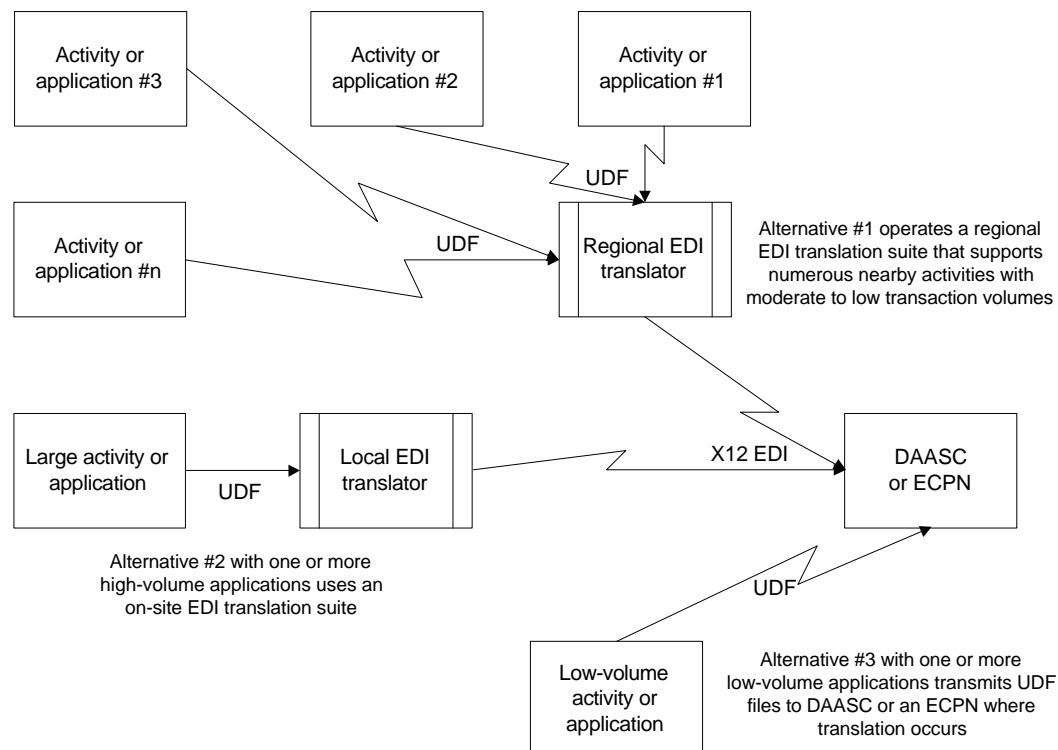 Activity or
application #3
Activity or
application #2
Activity or
application #1
UDF
Activity or
application #n
UDF
Regional EDI
translator
Alternative #1 operates a regional
EDI translation suite that supports
numerous nearby activities with
moderate to low transaction volumes
Large activity or
application
UDF
Local EDI
translator
X12 EDI
DAASC
or ECPN
Alternative #2 with one or more
high-volume applications uses an
on-site EDI translation suite
UDF
Low-volume
activity or
application
Alternative #3 with one or more
low-volume applications transmits UDF
files to DAASC or an ECPN where
translation occurs